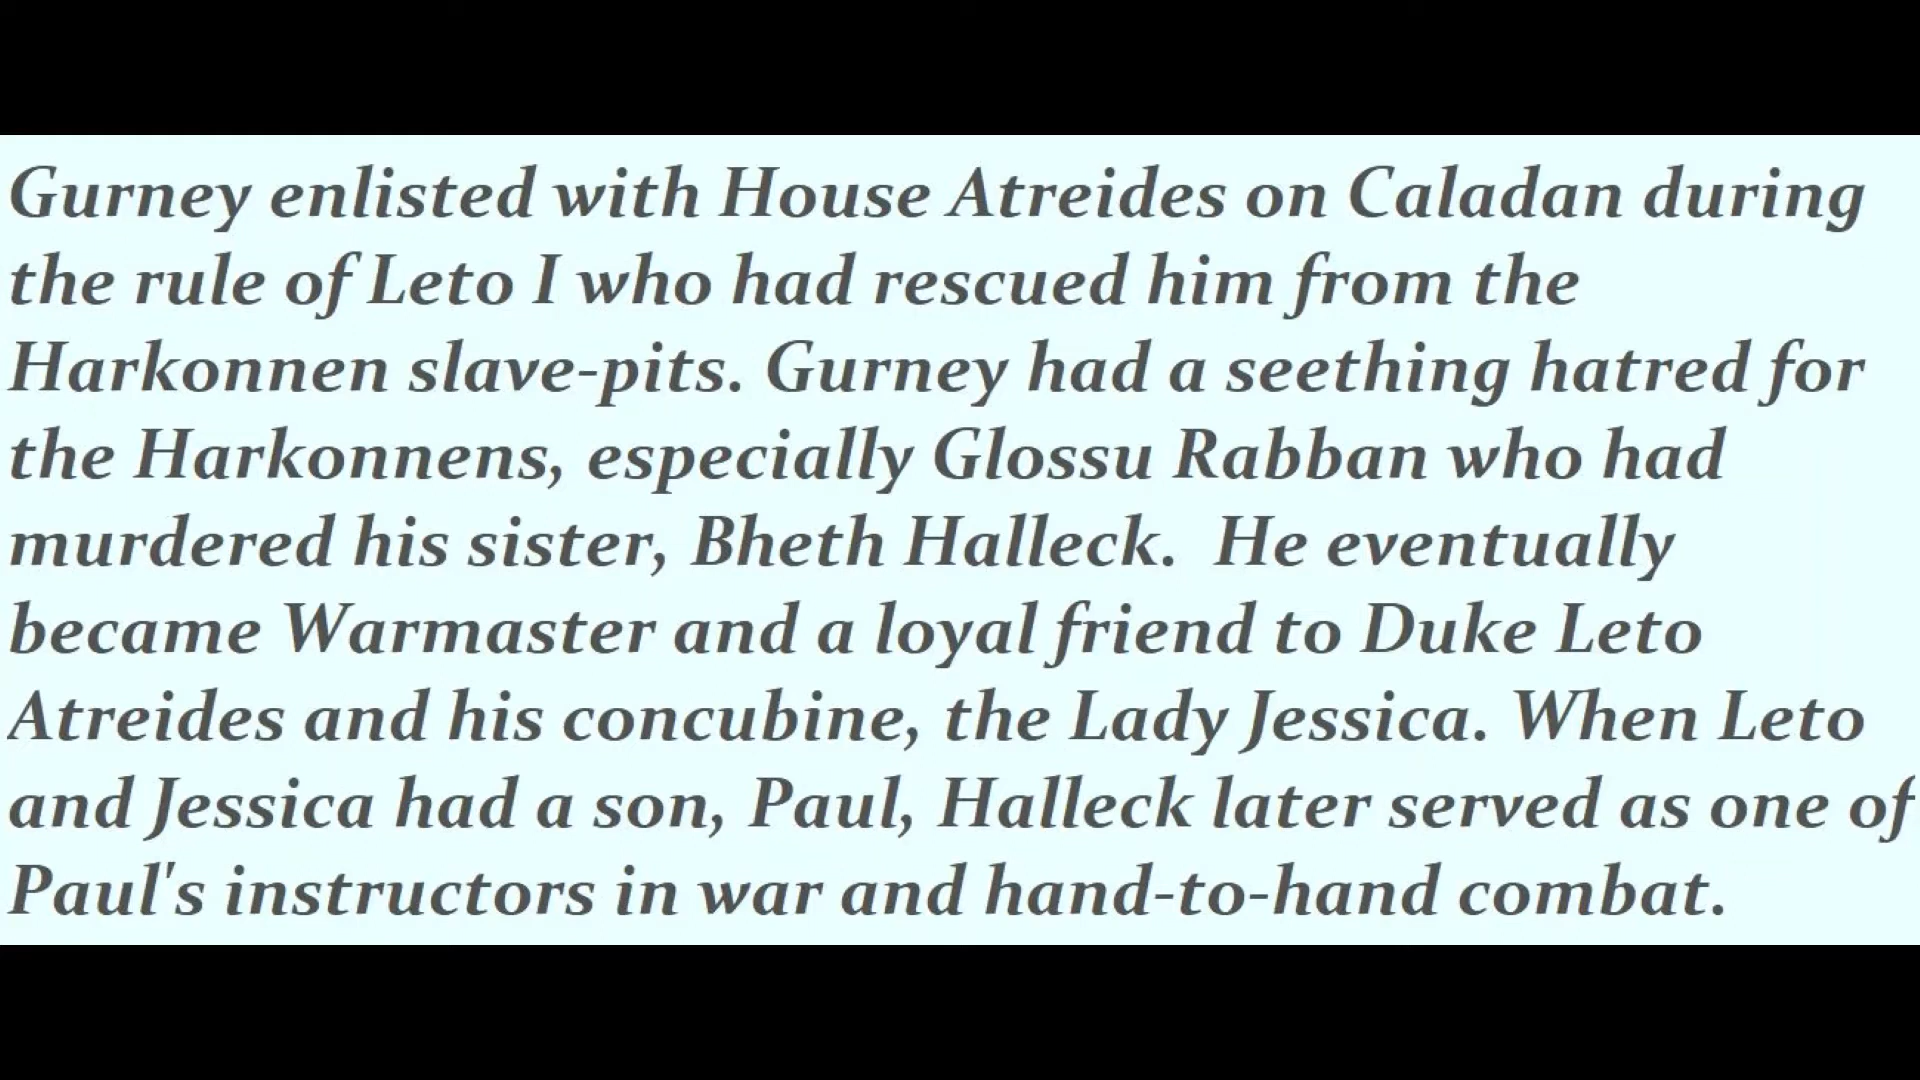 Gurney enlisted with House Atreides on Caladan during
the rule of Leto I who had rescued him from the
Harkonnen slave-pits. Gurney had a seething hatred for
the Harkonnens, especially Glossu Rabban who had
murdered his sister, Bheth Halleck.  He eventually
became Warmaster and a loyal friend to Duke Leto
Atreides and his concubine, the Lady Jessica. When Leto
and Jessica had a son, Paul, Halleck later served as one of
Paul's instructors in war and hand-to-hand combat.